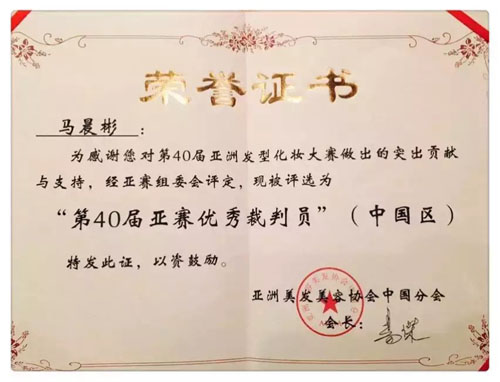 荣誉证书
马晨彬：
为感谢您对第40届亚洲发型化妆大赛做出的突出贡献
与支持，经亚赛组委会评定，现被评选为
“第40届亚赛优秀裁判员”（中国区）
特发此证，以资鼓励。
亚洲美发美容协会中国分会
会长：